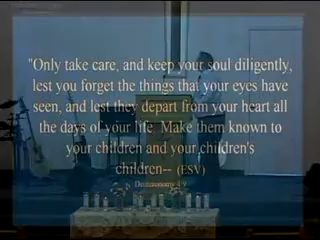 "Only take care, and keep your soul diligently,
lest you forget the things that your eyes have
seen, and lest they depart from your heart all
the days of your life. Make them known to
your children and your children's
children-- (ESV)
Deuteronomy 4:9